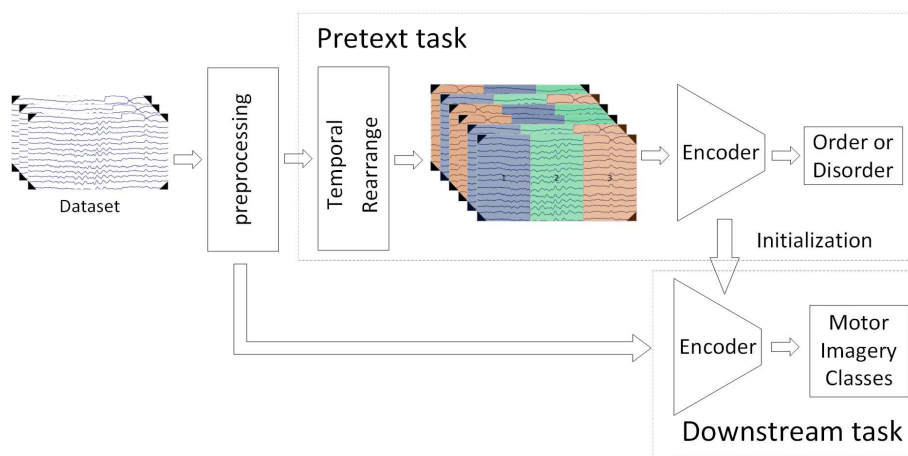 Pretext task
Dataset
preprocessing
Temporal
Rearrange
1 2 3
Encoder
Order or
Disorder
Initialization
Encoder
Motor
Imagery
Classes
Downstream task